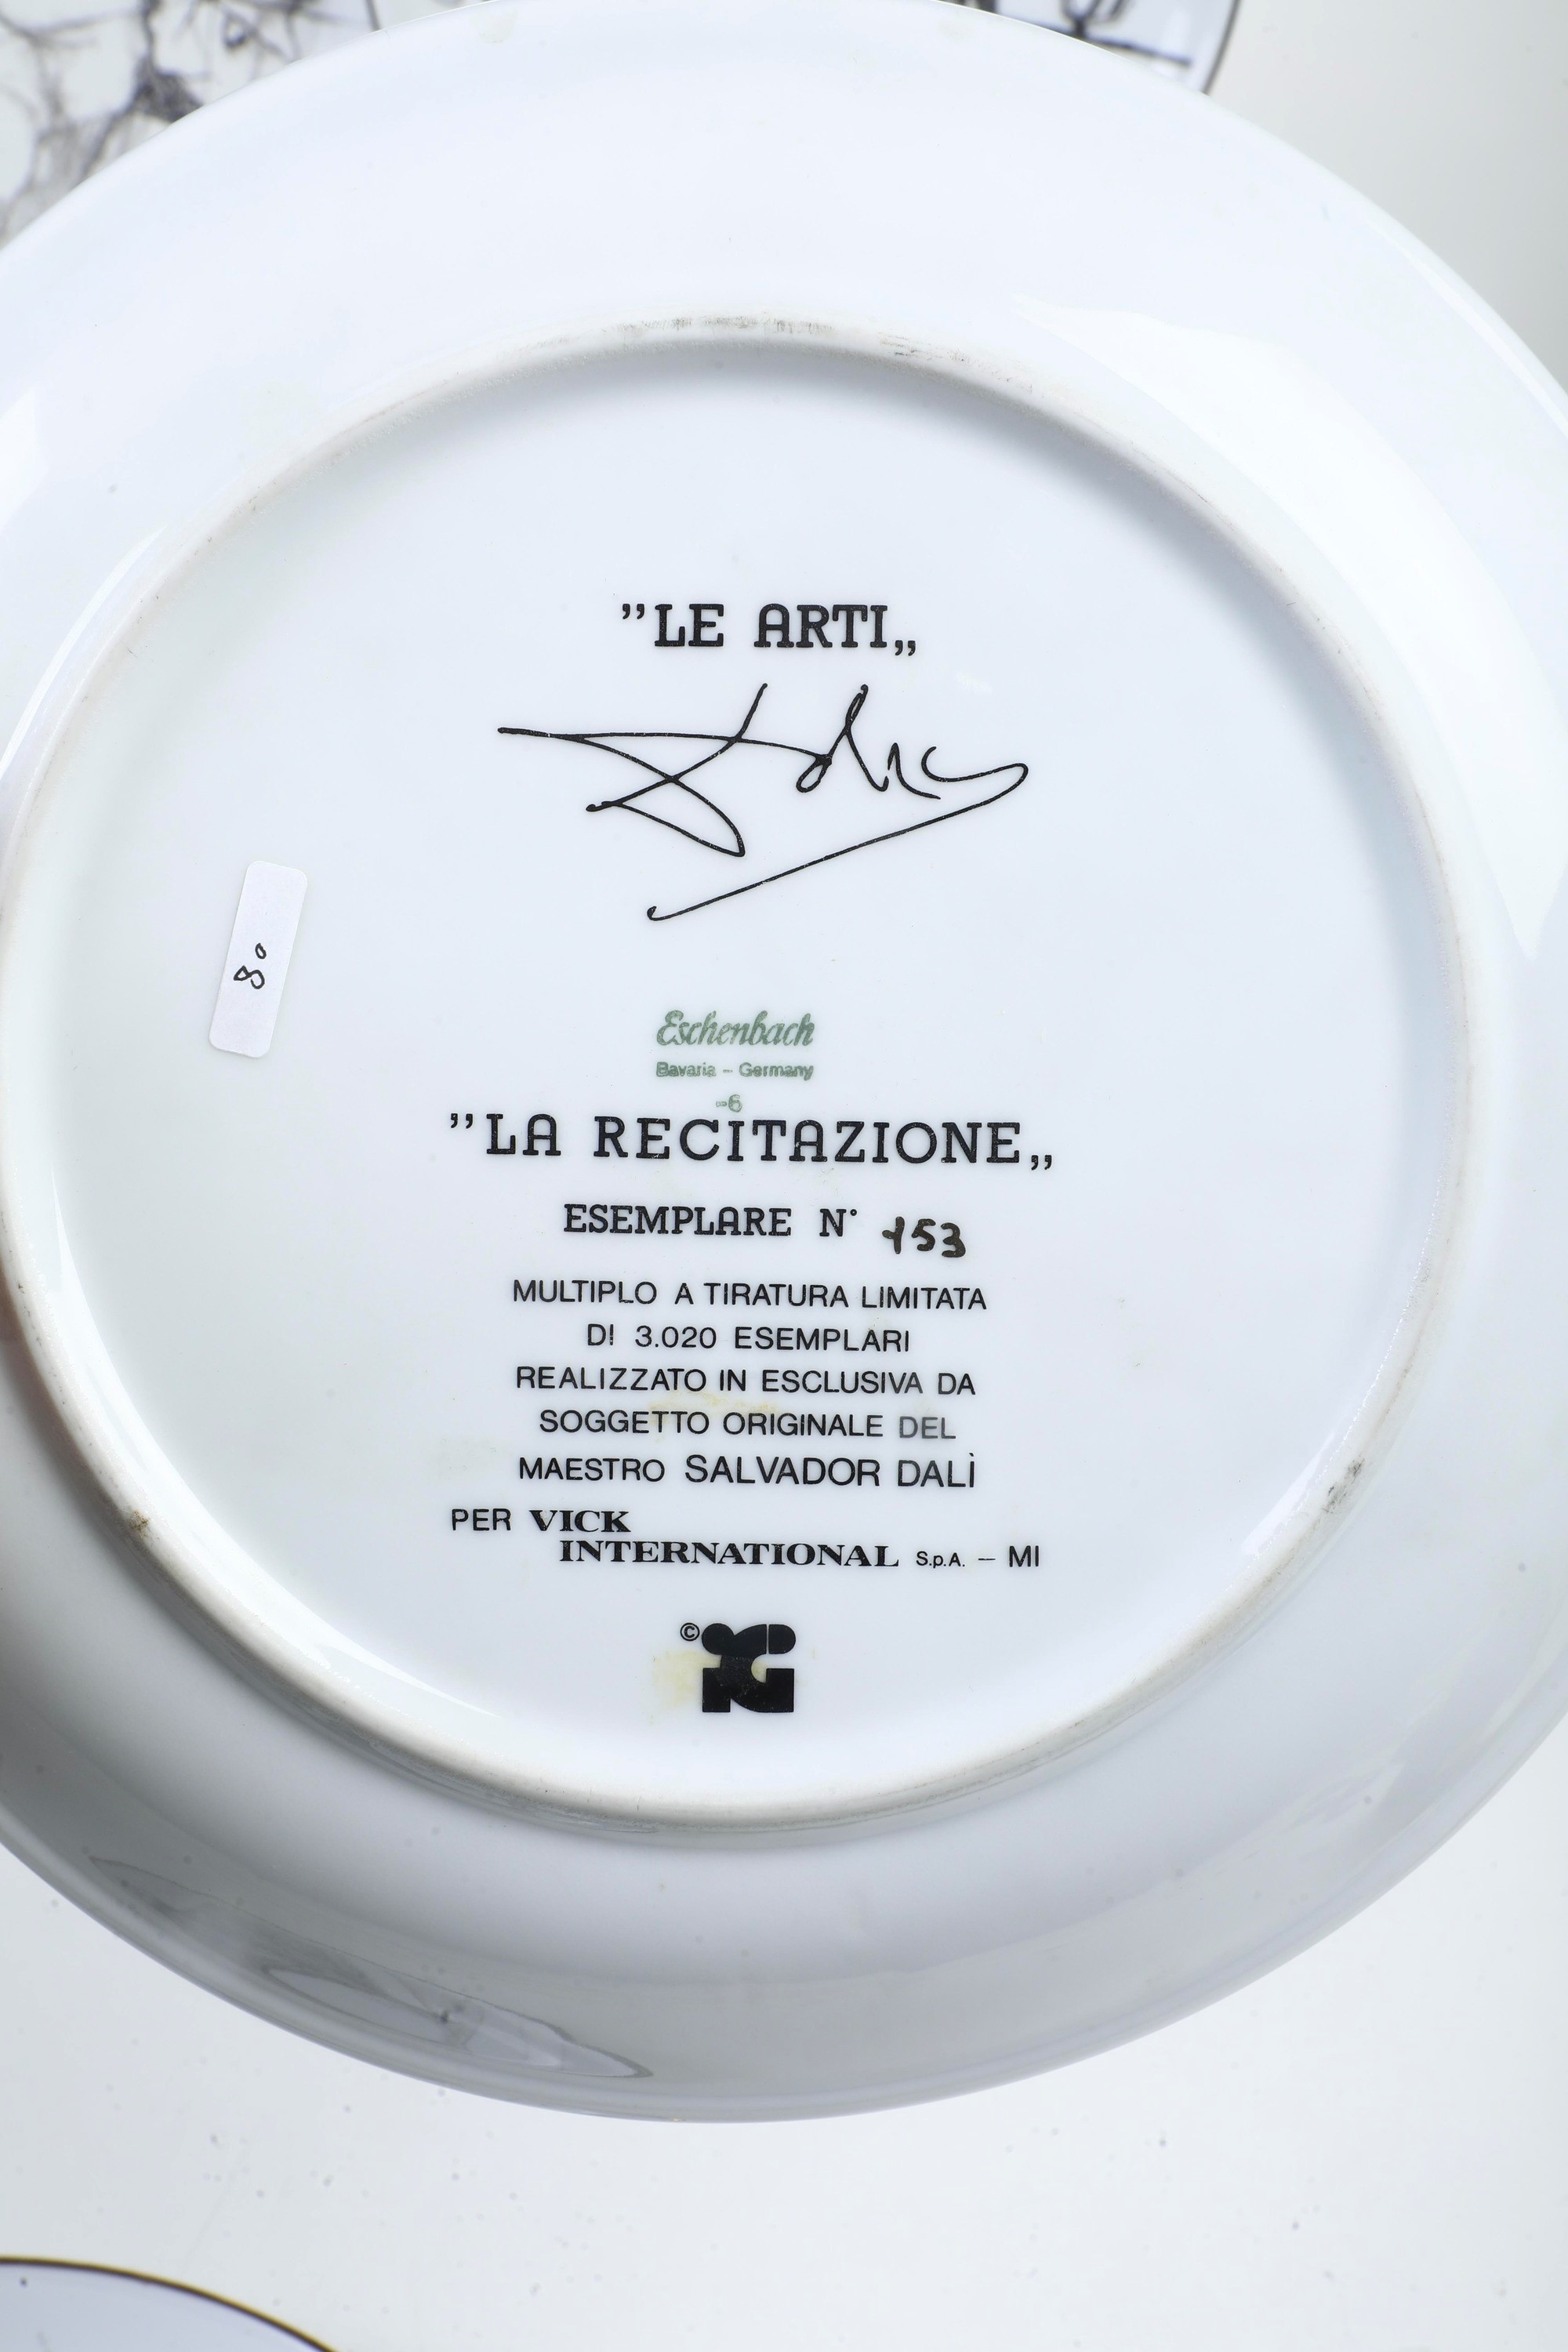 ”LE ARTI„
Dalí
80
Eschenbach
Bavaria – Germany
”LA RECITAZIONE„
ESEMPLARE N° 153
MULTIPLO A TIRATURA LIMITATA
DI 3.020 ESEMPLARI
REALIZZATO IN ESCLUSIVA DA
SOGGETTO ORIGINALE DEL
MAESTRO SALVADOR DALÌ
PER VICK
INTERNATIONAL S.p.A. – MI
©